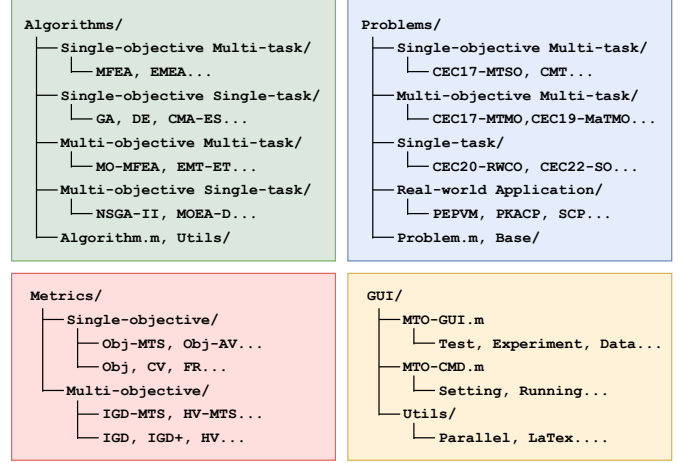 Algorithms/
Single-objective Multi-task/
MFEA, EMEA...
Single-objective Single-task/
GA, DE, CMA-ES...
Multi-objective Multi-task/
MO-MFEA, EMT-ET...
Multi-objective Single-task/
NSGA-II, MOEA-D...
Algorithm.m, Utils/
Problems/
Single-objective Multi-task/
CEC17-MTSO, CMT...
Multi-objective Multi-task/
CEC17-MTMO,CEC19-MaTMO...
Single-task/
CEC20-RWCO, CEC22-SO...
Real-world Application/
PEPVM, PKACP, SCP...
Problem.m, Base/
Metrics/
Single-objective/
Obj-MTS, Obj-AV...
Obj, CV, FR...
Multi-objective/
IGD-MTS, HV-MTS...
IGD, IGD+, HV...
GUI/
MTO-GUI.m
Test, Experiment, Data...
MTO-CMD.m
Setting, Running...
Utils/
Parallel, LaTex....